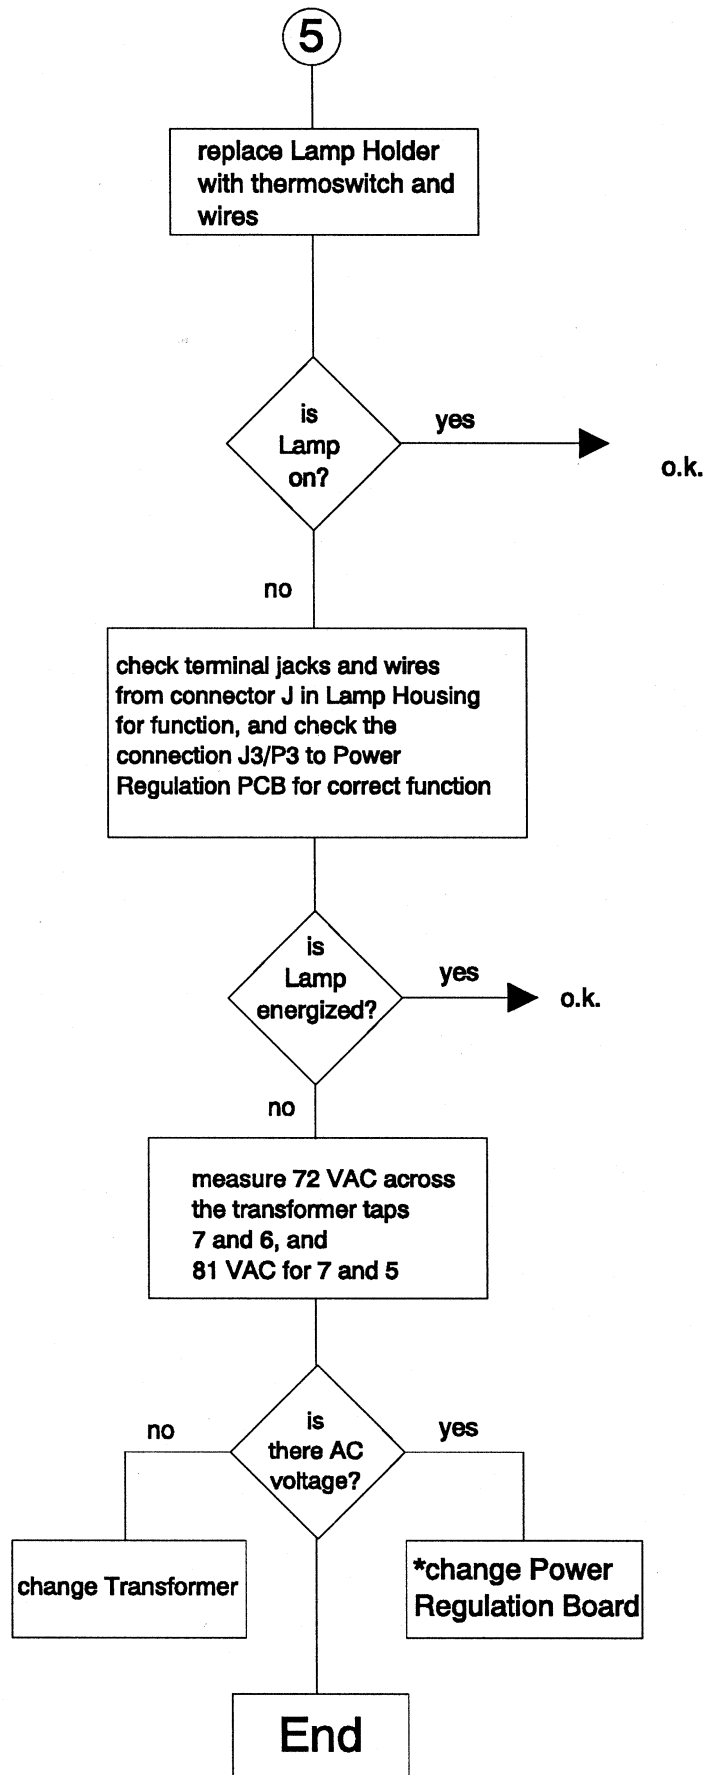 5
replace Lamp Holder
with thermoswitch and
wires
is
Lamp
on?
yes
o.k.
no
check terminal jacks and wires
from connector J in Lamp Housing
for function, and check the
connection J3/P3 to Power
Regulation PCB for correct function
is
Lamp
energized?
yes
o.k.
no
measure 72 VAC across
the transformer taps
7 and 6, and
81 VAC for 7 and 5
is
there AC
voltage?
no
yes
change Transformer
*change Power
Regulation Board
End